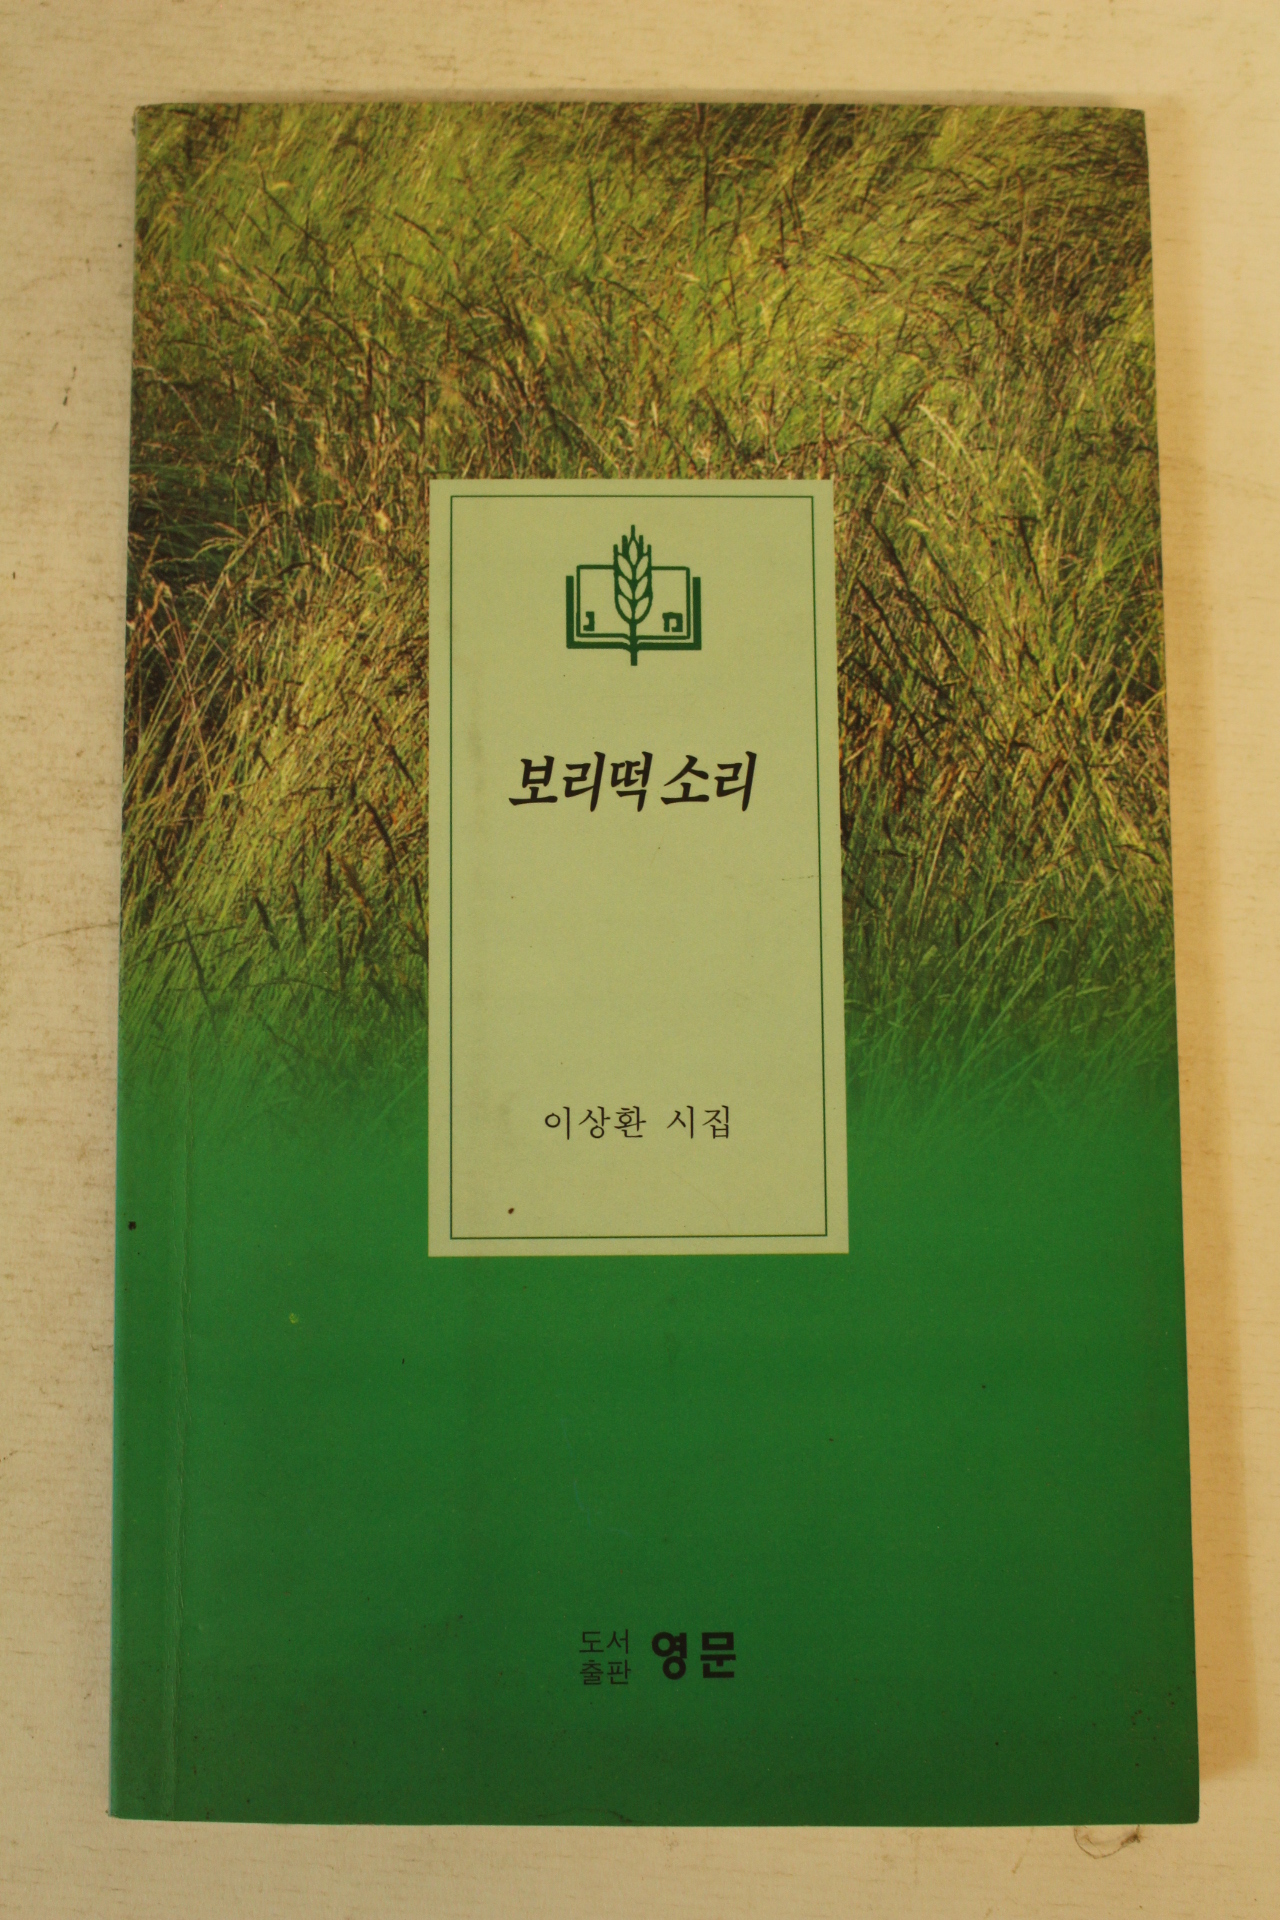 נ מ
보리떡 소리
이상환 시집
도서
출판 영문